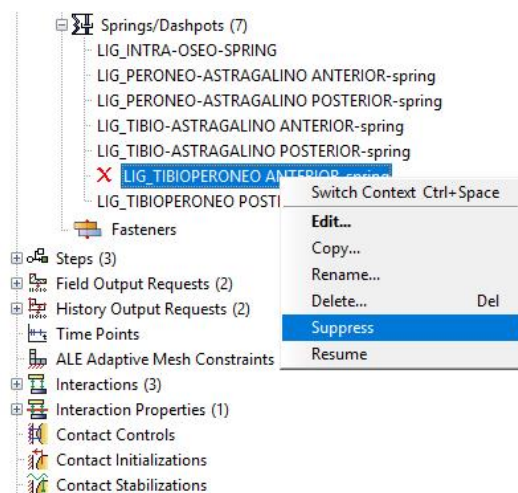 Springs/Dashpots (7)
LIG_INTRA-OSEO-SPRING
LIG_PERONEO-ASTRAGALINO ANTERIOR-spring
LIG_PERONEO-ASTRAGALINO POSTERIOR-spring
LIG_TIBIO-ASTRAGALINO ANTERIOR-spring
LIG_TIBIO-ASTRAGALINO POSTERIOR-spring
LIG_TIBIOPERONEO ANTERIOR-spring
LIG_TIBIOPERONEO POSTI
Switch Context Ctrl+Space
Edit...
Copy...
Rename...
Delete... Del
Suppress
Resume
Fasteners
Steps (3)
Field Output Requests (2)
History Output Requests (2)
Time Points
ALE Adaptive Mesh Constraints
Interactions (3)
Interaction Properties (1)
Contact Controls
Contact Initializations
Contact Stabilizations